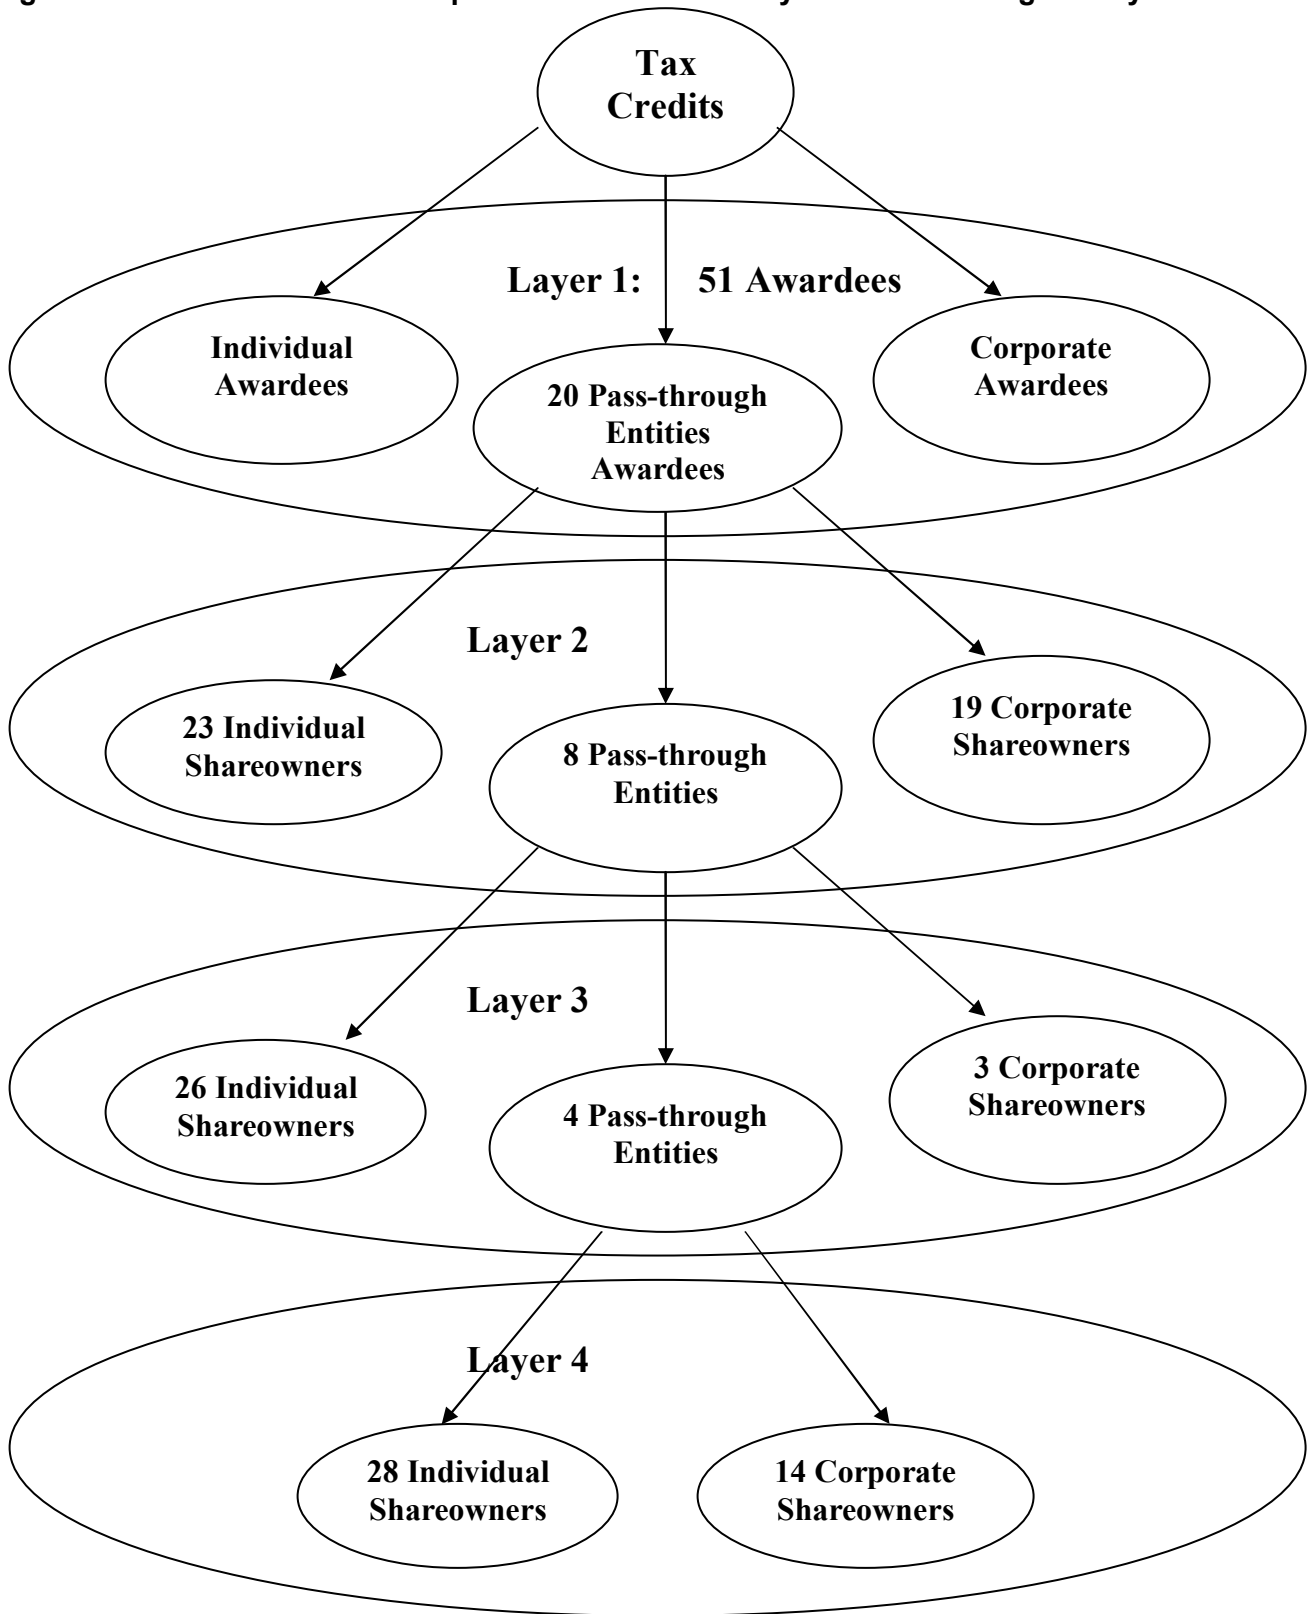 Tax
Credits
Layer 1: 51 Awardees
Individual
Awardees
20 Pass-through
Entities
Awardees
Corporate
Awardees
Layer 2
23 Individual
Shareowners
8 Pass-through
Entities
19 Corporate
Shareowners
Layer 3
26 Individual
Shareowners
4 Pass-through
Entities
3 Corporate
Shareowners
Layer 4
28 Individual
Shareowners
14 Corporate
Shareowners